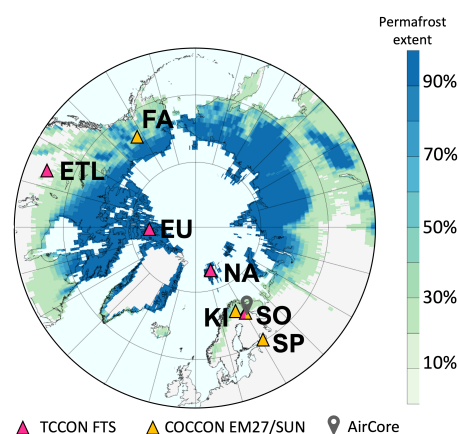 Permafrost
extent
90%
70%
50%
30%
10%
FA
ETL
EU
NA
KI
SO
SP
TCCON FTS
COCCON EM27/SUN
AirCore